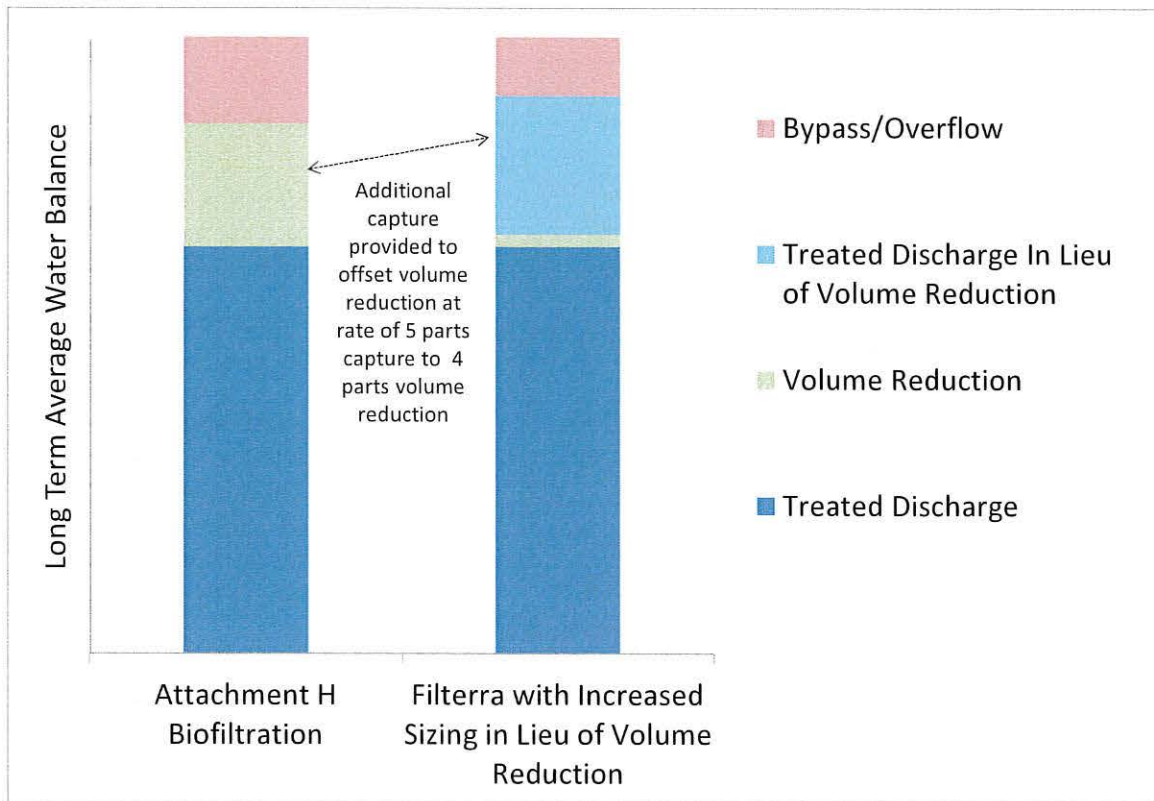 Long Term Average Water Balance
Additional
capture
provided to
offset volume
reduction at
rate of 5 parts
capture to 4
parts volume
reduction
Attachment H
Biofiltration
Filterra with Increased
Sizing in Lieu of Volume
Reduction
Bypass/Overflow
Treated Discharge In Lieu
of Volume Reduction
Volume Reduction
Treated Discharge